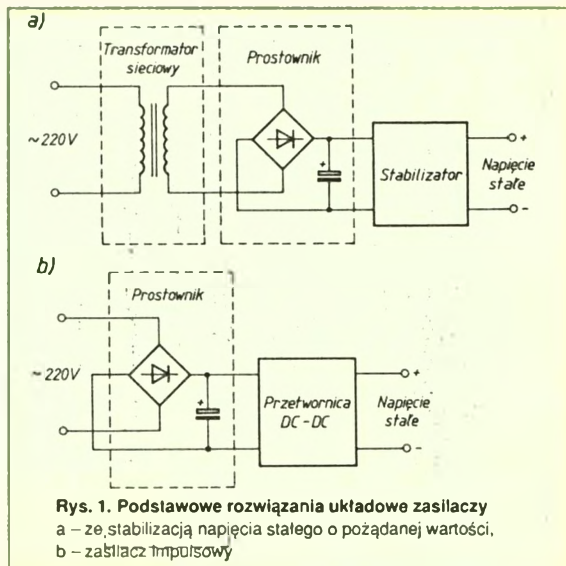 a)
Transformator
sieciowy
Prostownik
~220V
+
Stabilizator
+
Napięcie
stałe
-
b)
Prostownik
~220V
+
Przetwornica
DC-DC
+
Napięcie
stałe
-
Rys. 1. Podstawowe rozwiązania układowe zasilaczy
a – ze stabilizacją napięcia stałego o pożądanej wartości,
b – zasilacz impulsowy